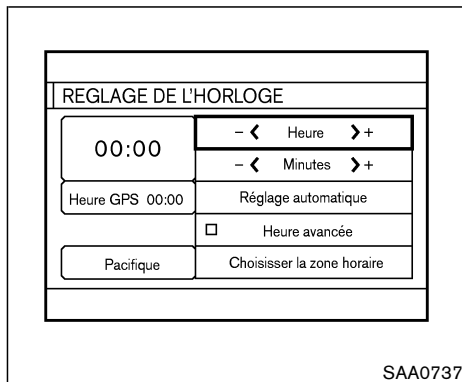 REGLAGE DE L'HORLOGE
00:00
- < Heure > +
- < Minutes > +
Heure GPS 00:00
Réglage automatique
Heure avancée
Pacifique
Choisisser la zone horaire
SAA0737